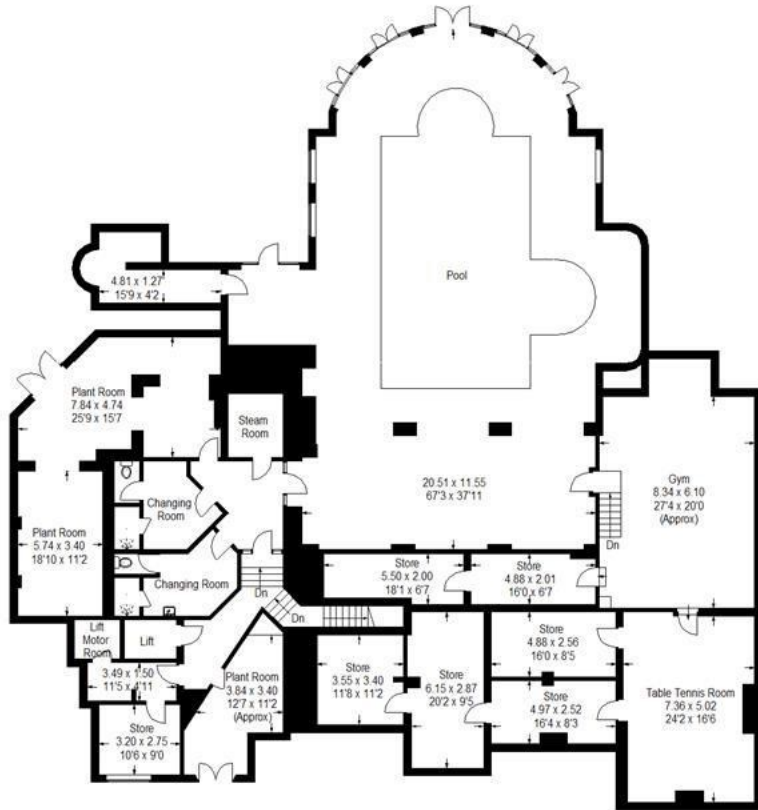 Pool
4.81 x 1.27
15'9 x 4'2
Plant Room
7.84 x 4.74
25'9 x 15'7
Steam
Room
20.51 x 11.55
67'3 x 37'11
Gym
8.34 x 6.10
27'4 x 20'0
(Approx)
Dn
Changing
Room
Plant Room
5.74 x 3.40
18'10 x 11'2
Changing Room
Dn
Dn
Store
5.50 x 2.00
18'1 x 6'7
Store
4.88 x 2.01
16'0 x 6'7
Lift
Motor
Room
Lift
3.49 x 1.50
11'5 x 4'11
Store
3.20 x 2.75
10'6 x 9'0
Plant Room
3.84 x 3.40
12'7 x 11'2
(Approx)
Store
3.55 x 3.40
11'8 x 11'2
Store
6.15 x 2.87
20'2 x 9'5
Store
4.88 x 2.56
16'0 x 8'5
Store
4.97 x 2.52
16'4 x 8'3
Table Tennis Room
7.36 x 5.02
24'2 x 16'6